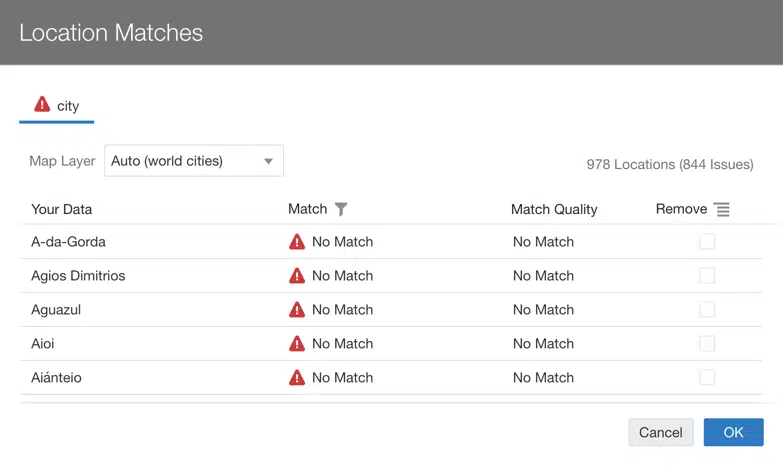 Location Matches
city
Map Layer Auto (world cities)
978 Locations (844 Issues)
Your Data Match Match Quality Remove
A-da-Gorda No Match No Match
Agios Dimitrios No Match No Match
Aguazul No Match No Match
Aioi No Match No Match
Aiánteio No Match No Match
Cancel OK